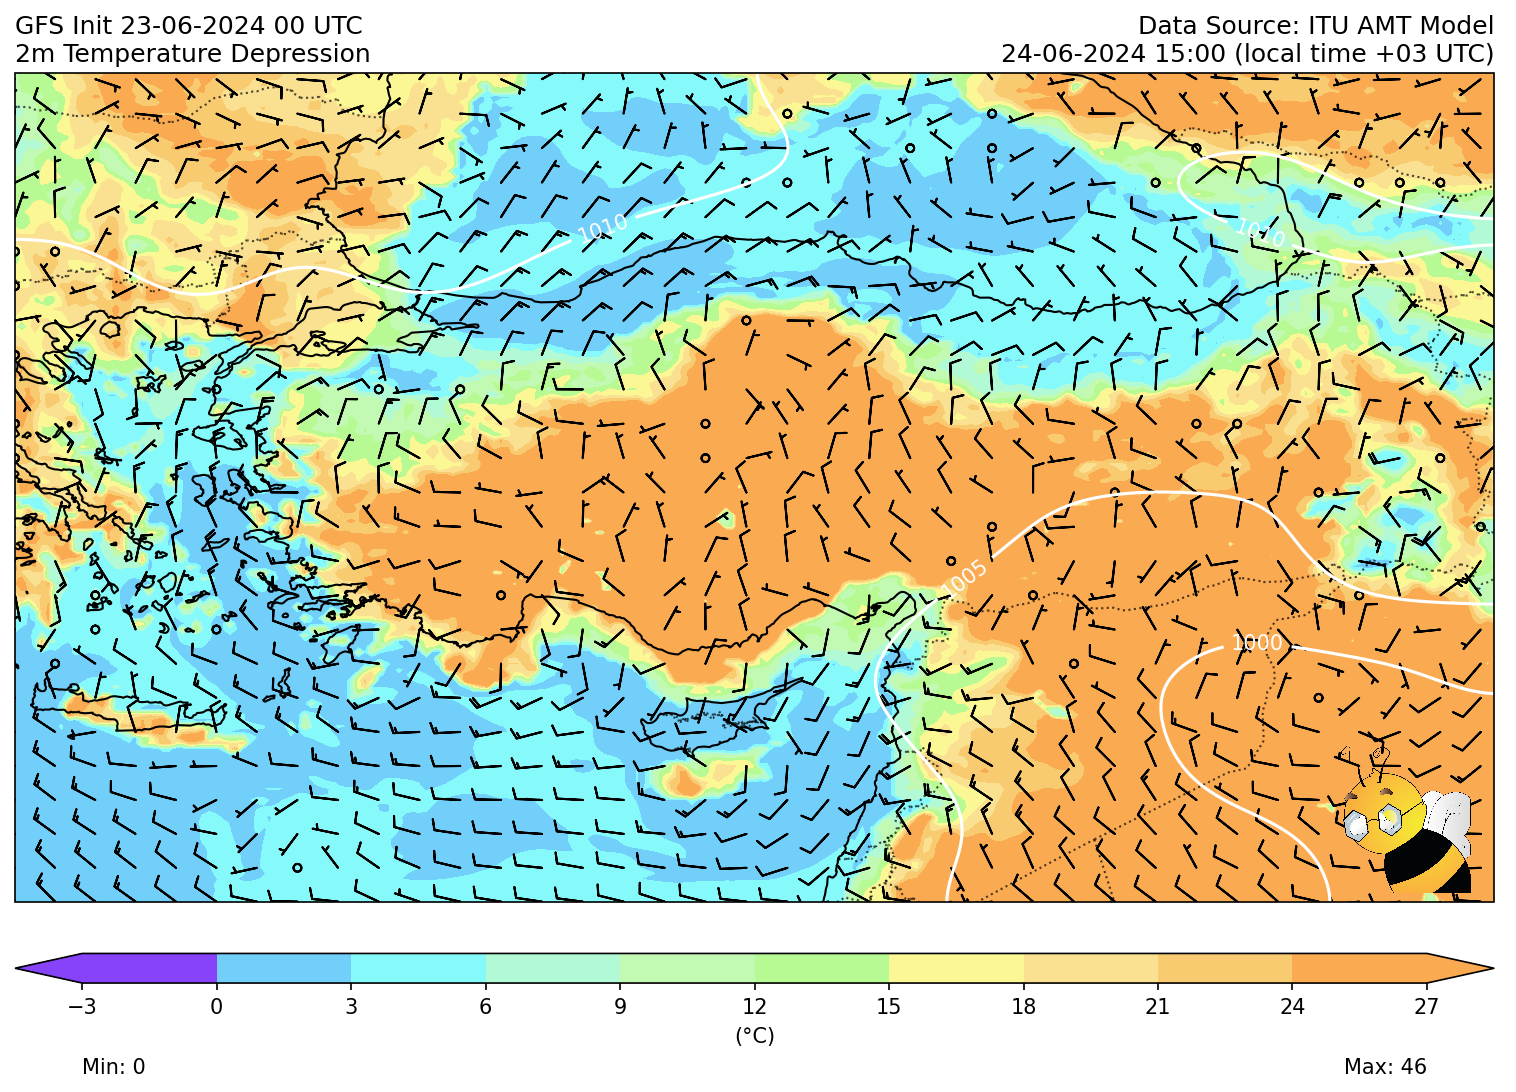 GFS Init 23-06-2024 00 UTC
Data Source: ITU AMT Model
2m Temperature Depression
24-06-2024 15:00 (local time +03 UTC)
1010
1010
1005
1000
−3 0 3 6 9 12 15 18 21 24 27
(°C)
Min: 0
Max: 46